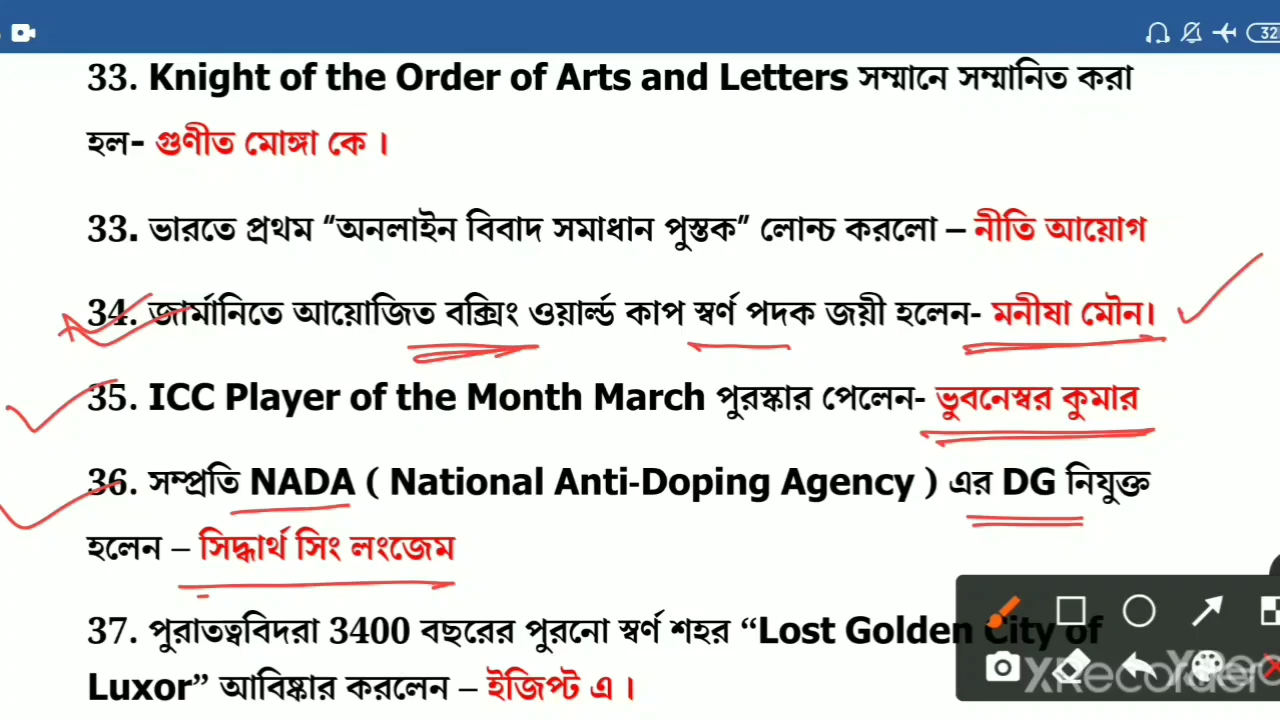 32
33. Knight of the Order of Arts and Letters সম্মানে সম্মানিত করা
হল- গুণীত মোঙ্গা কে ।
33. ভারতে প্রথম “অনলাইন বিবাদ সমাধান পুস্তক” লোন্চ করলো – নীতি আয়োগ
34. জার্মানিতে আয়োজিত বক্সিং ওয়ার্ল্ড কাপ স্বর্ণ পদক জয়ী হলেন- মনীষা মৌন।
35. ICC Player of the Month March পুরস্কার পেলেন- ভুবনেস্বর কুমার
36. সম্প্রতি NADA ( National Anti-Doping Agency ) এর DG নিযুক্ত
হলেন – সিদ্ধার্থ সিং লংজেম
37. পুরাতত্ববিদরা 3400 বছরের পুরনো স্বর্ণ শহর “Lost Golden City of
Luxor” আবিষ্কার করলেন – ইজিপ্ট এ ।
XRecorder